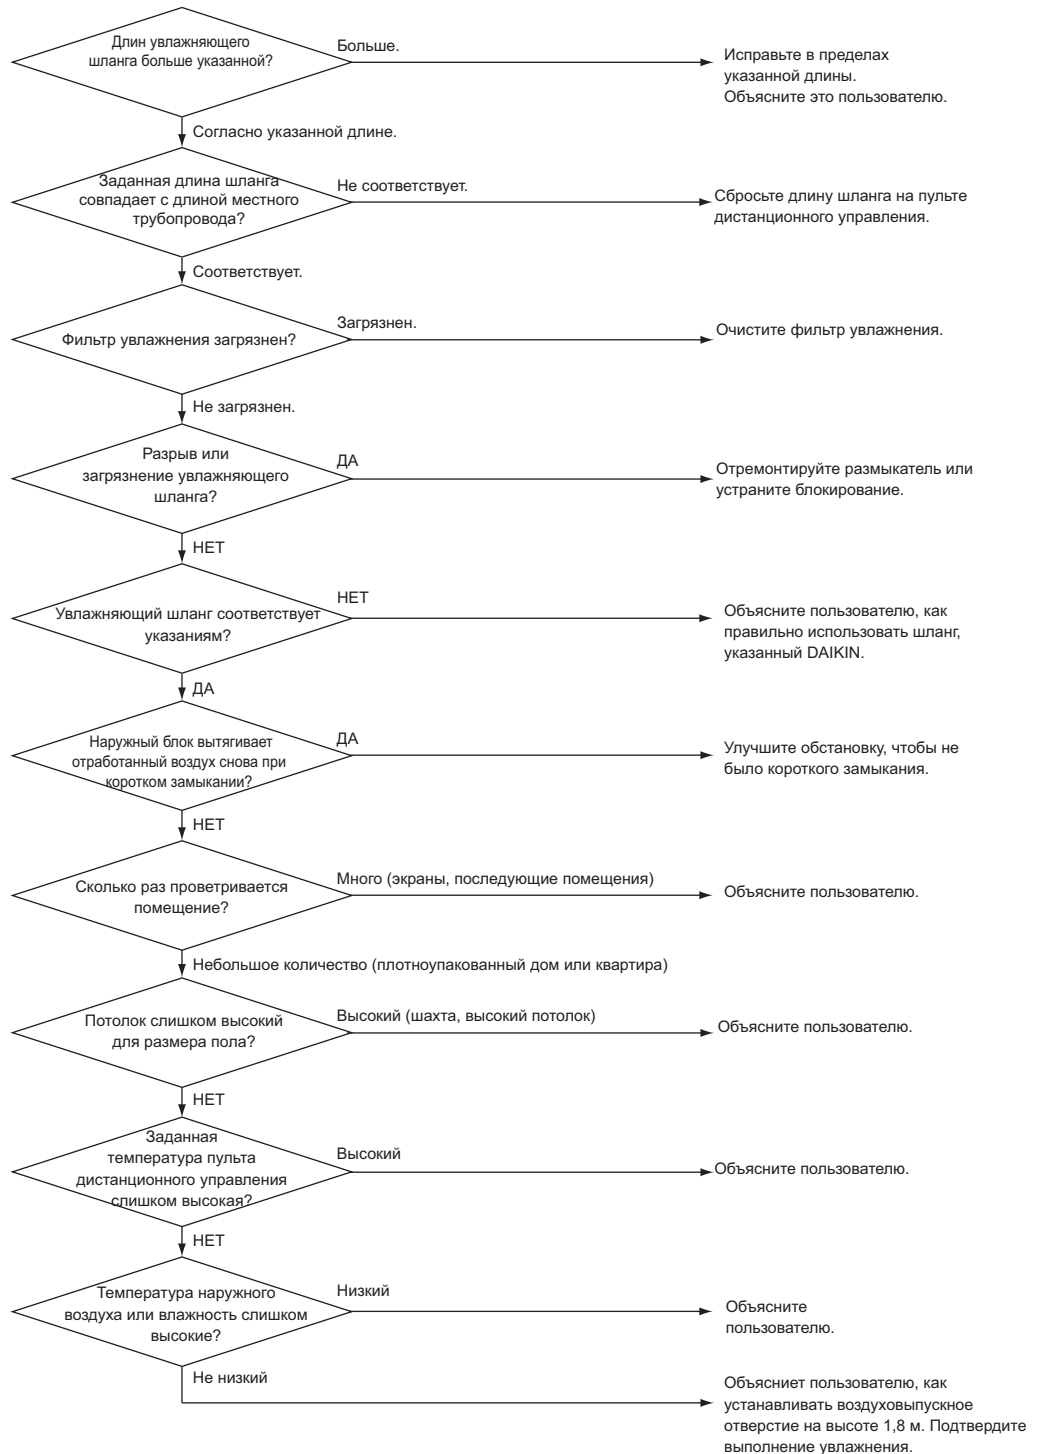 Длин увлажняющего
шланга больше указанной?
Больше.
Исправьте в пределах
указанной длины.
Объясните это пользователю.
Согласно указанной длине.
Заданная длина шланга
совпадает с длиной местного
трубопровода?
Не соответствует.
Сбросьте длину шланга на пульте
дистанционного управления.
Соответствует.
Фильтр увлажнения загрязнен?
Загрязнен.
Очистите фильтр увлажнения.
Не загрязнен.
Разрыв или
загрязнение увлажняющего
шланга?
ДА
Отремонтируйте размыкатель или
устраните блокирование.
НЕТ
Увлажняющий шланг соответствует
указаниям?
НЕТ
Объясните пользователю, как
правильно использовать шланг,
указанный DAIKIN.
ДА
Наружный блок вытягивает
отработанный воздух снова при
коротком замыкании?
ДА
Улучшите обстановку, чтобы не
было короткого замыкания.
НЕТ
Сколько раз проветривается
помещение?
Много (экраны, последующие помещения)
Объясните пользователю.
Небольшое количество (плотноупакованный дом или квартира)
Потолок слишком высокий
для размера пола?
Высокий (шахта, высокий потолок)
Объясните пользователю.
НЕТ
Заданная
температура пульта
дистанционного управления
слишком высокая?
Высокий
Объясните пользователю.
НЕТ
Температура наружного
воздуха или влажность слишком
высокие?
Низкий
Объясните
пользователю.
Не низкий
Объясниет пользователю, как
устанавливать воздуховыпускное
отверстие на высоте 1,8 м. Подтвердите
выполнение увлажнения.